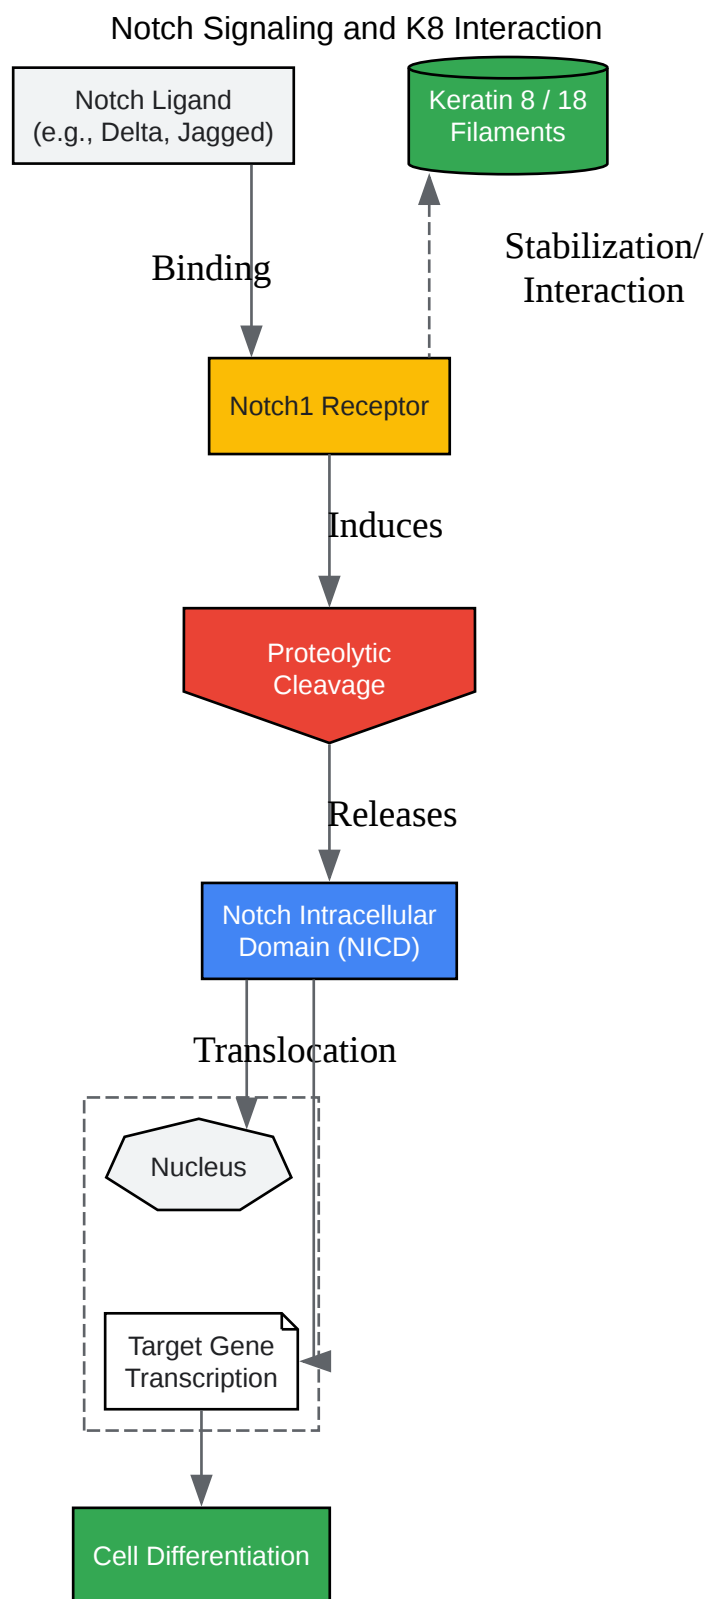 Notch Signaling and K8 Interaction
Notch Ligand
(e.g., Delta, Jagged)
Keratin 8 / 18
Filaments
Binding
Stabilization/
Interaction
Notch1 Receptor
Induces
Proteolytic
Cleavage
Releases
Notch Intracellular
Domain (NICD)
Translocation
Nucleus
Target Gene
Transcription
Cell Differentiation